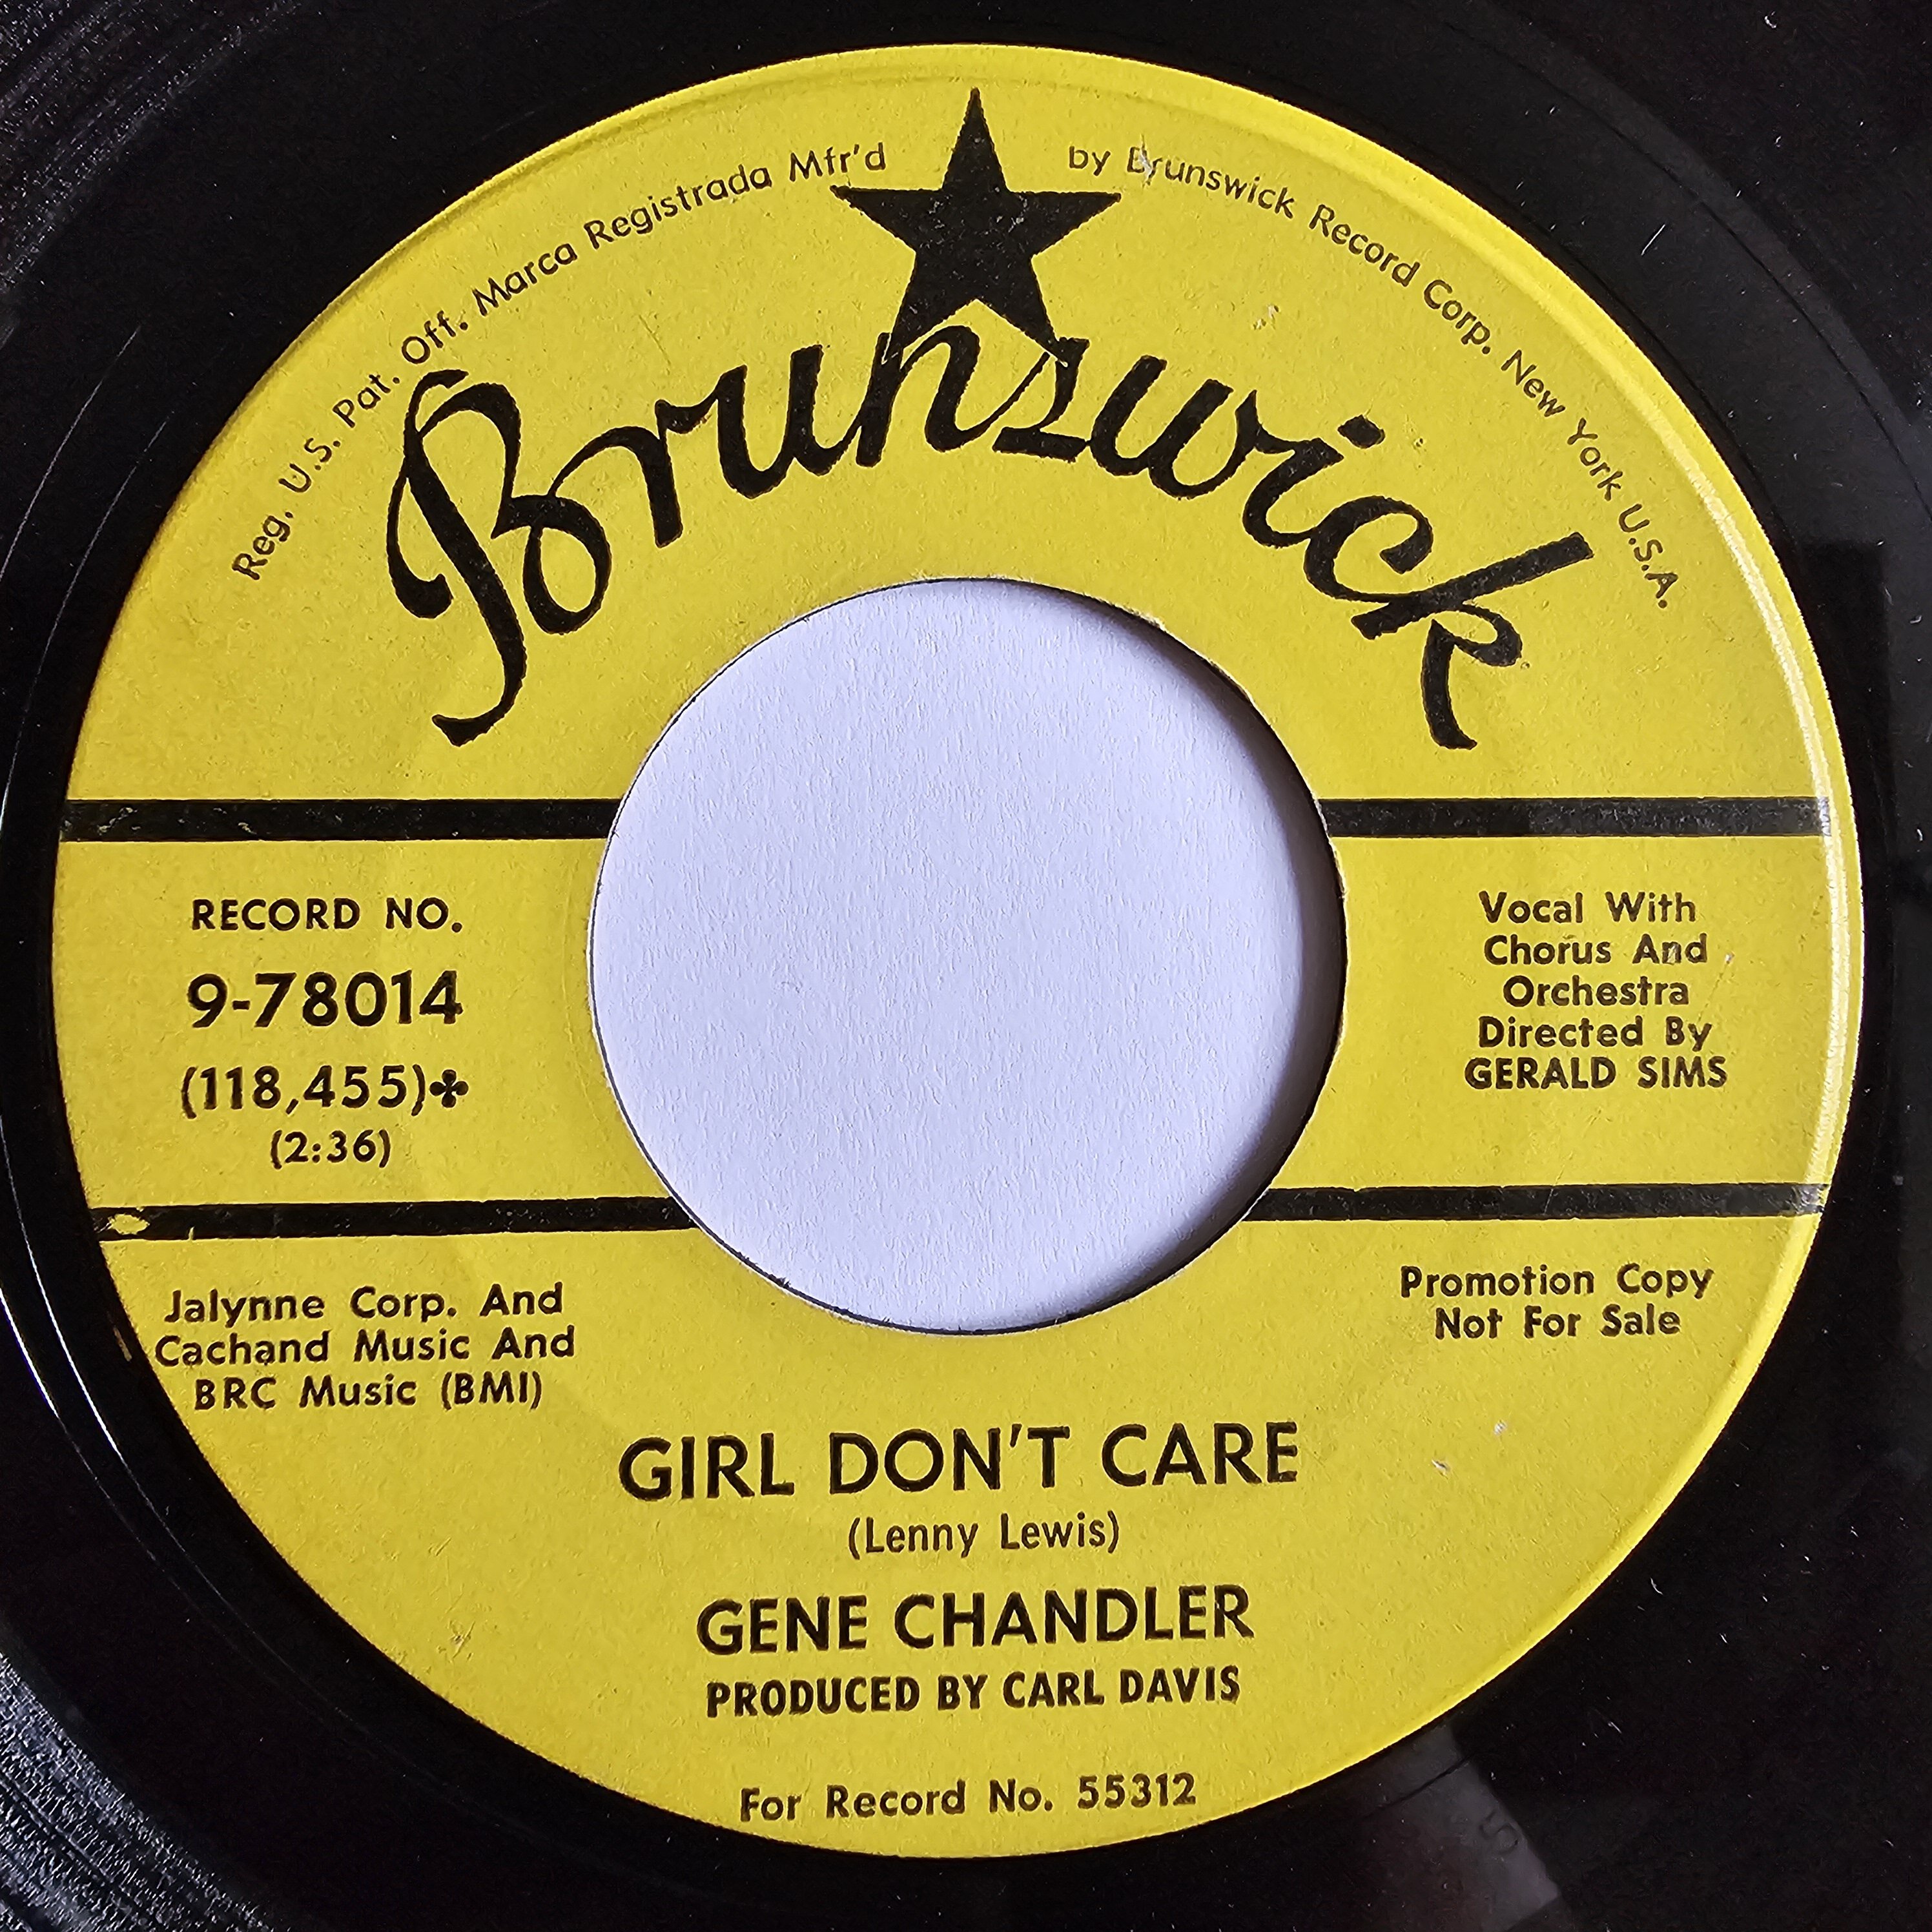 Reg. U.S. Pat. Off. Marca Registrada Mfr'd by Brunswick Record Corp. New York U.S.A.
Brunswick
RECORD NO.
9-78014
(118,455)♣
(2:36)
Vocal With
Chorus And
Orchestra
Directed By
GERALD SIMS
Jalynne Corp. And
Cachand Music And
BRC Music (BMI)
Promotion Copy
Not For Sale
GIRL DON'T CARE
(Lenny Lewis)
GENE CHANDLER
PRODUCED BY CARL DAVIS
For Record No. 55312